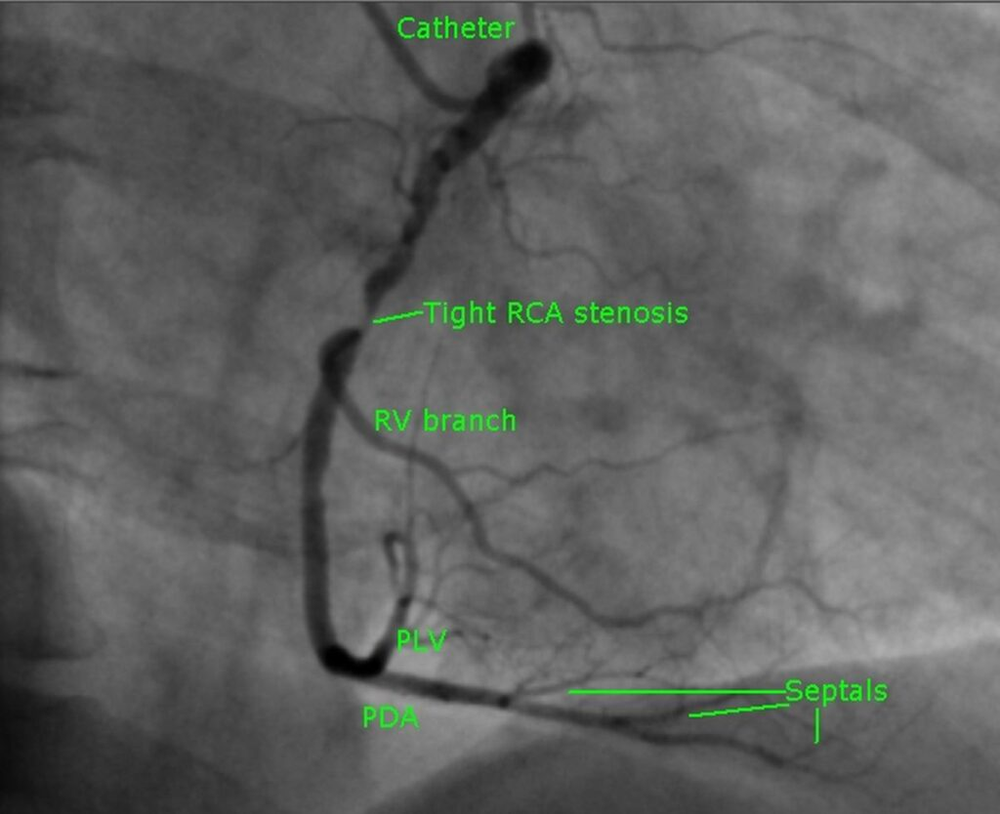 Catheter
Tight RCA stenosis
RV branch
PLV
Septals
PDA